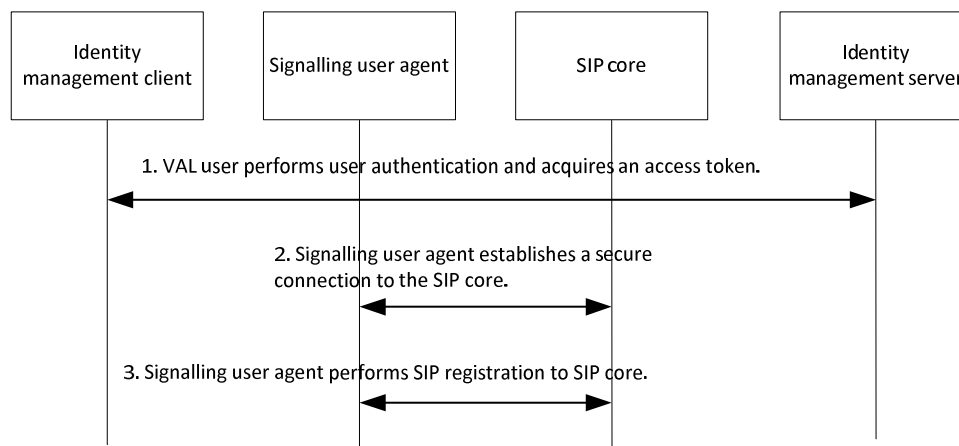 Identity
management client
Signalling user agent
SIP core
Identity
management server
1. VAL user performs user authentication and acquires an access token.
2. Signalling user agent establishes a secure
connection to the SIP core.
3. Signalling user agent performs SIP registration to SIP core.